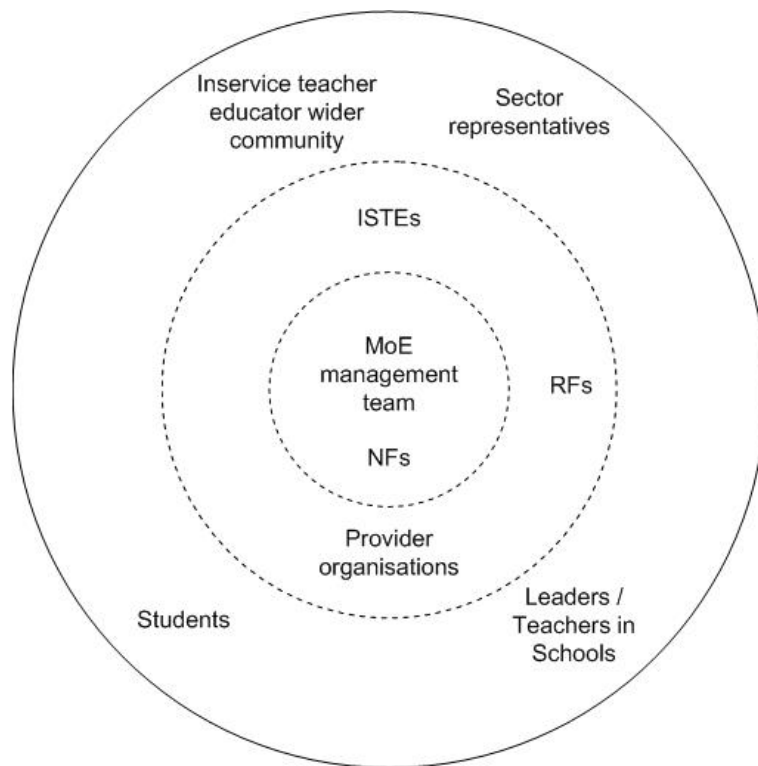 Inservice teacher
educator wider
community
Sector
representatives
ISTEs
MoE
management
team
RFs
NFs
Provider
organisations
Students
Leaders /
Teachers in
Schools